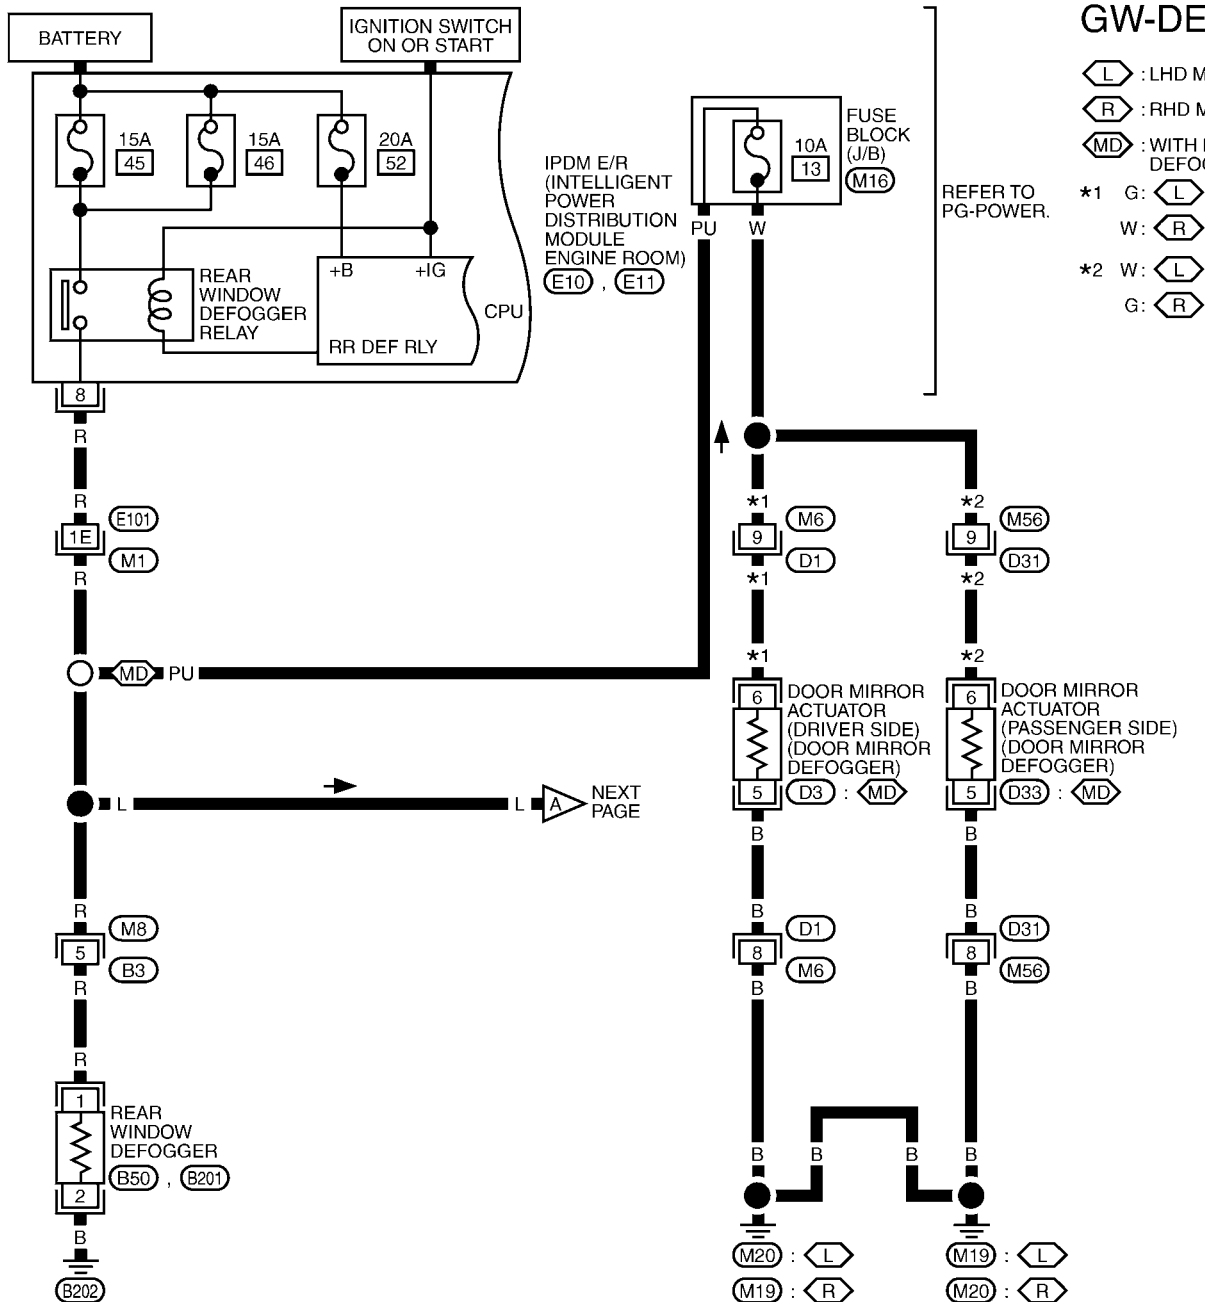 GW-DE
BATTERY
IGNITION SWITCH
ON OR START
L : LHD M
R : RHD M
MD : WITH
DEFOG
*1 G: L
W: R
*2 W: L
G: R
15A
45
15A
46
20A
52
IPDM E/R
(INTELLIGENT
POWER
DISTRIBUTION
MODULE
ENGINE ROOM)
E10 , E11
10A
13
FUSE
BLOCK
(J/B)
M16
REFER TO
PG-POWER.
PU W
+B +IG
REAR
WINDOW
DEFOGGER
RELAY
CPU
RR DEF RLY
8
R
R
E101
1E
M1
R
*1
M6
9
D1
*1
*1
*2
M56
9
D31
*2
*2
MD PU
6
DOOR MIRROR
ACTUATOR
(DRIVER SIDE)
(DOOR MIRROR
DEFOGGER)
5 D3 : MD
6
DOOR MIRROR
ACTUATOR
(PASSENGER SIDE)
(DOOR MIRROR
DEFOGGER)
5 D33 : MD
L L A NEXT
PAGE
R
M8
5
B3
R
R
1
REAR
WINDOW
DEFOGGER
B50 , B201
2
B
B202
B
B
D1
8
M6
B
B
B
D31
8
M56
B
B B B B
M20 : L
M19 : R
M19 : L
M20 : R